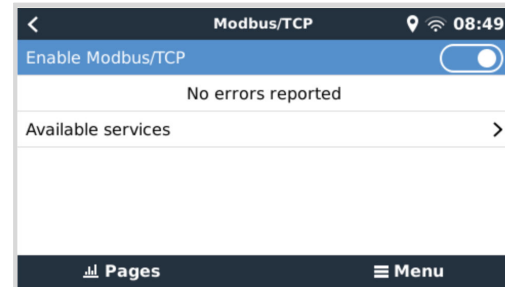 Modbus/TCP 08:49
Enable Modbus/TCP
No errors reported
Available services
Pages Menu